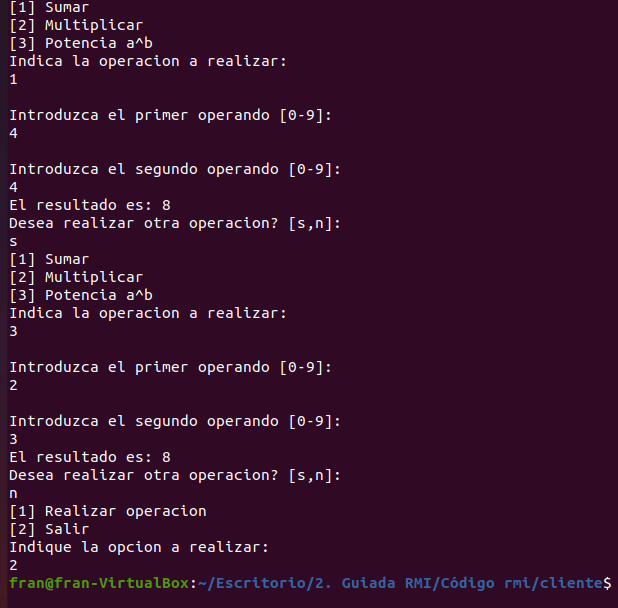 [1] Sumar
[2] Multiplicar
[3] Potencia a^b
Indica la operacion a realizar:
1
Introduzca el primer operando [0-9]:
4
Introduzca el segundo operando [0-9]:
4
El resultado es: 8
Desea realizar otra operacion? [s,n]:
s
[1] Sumar
[2] Multiplicar
[3] Potencia a^b
Indica la operacion a realizar:
3
Introduzca el primer operando [0-9]:
2
Introduzca el segundo operando [0-9]:
3
El resultado es: 8
Desea realizar otra operacion? [s,n]:
n
[1] Realizar operacion
[2] Salir
Indique la opcion a realizar:
2
fran@fran-VirtualBox:~/Escritorio/2. Guiada RMI/Código rmi/cliente$